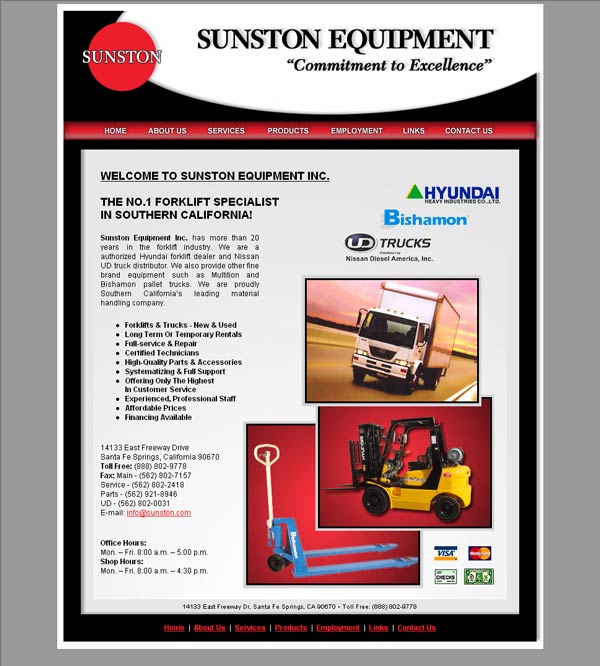 SUNSTON
SUNSTON EQUIPMENT
“Commitment to Excellence”
HOME ABOUT US SERVICES PRODUCTS EMPLOYMENT LINKS CONTACT US
WELCOME TO SUNSTON EQUIPMENT INC.
THE NO.1 FORKLIFT SPECIALIST
IN SOUTHERN CALIFORNIA!
Sunston Equipment Inc. has more than 20
years in the forklift industry. We are a
authorized Hyundai forklift dealer and Nissan
UD truck distributor. We also provide other fine
brand equipment such as Multition and
Bishamon pallet trucks. We are proudly
Southern California's leading material
handling company.
• Forklifts & Trucks - New & Used
• Long Term Or Temporary Rentals
• Full-service & Repair
• Certified Technicians
• High-Quality Parts & Accessories
• Systematizing & Full Support
• Offering Only The Highest
In Customer Service
• Experienced, Professional Staff
• Affordable Prices
• Financing Available
14133 East Freeway Drive
Santa Fe Springs, California 90670
Toll Free: (888) 802-9778
Fax: Main - (562) 802-7157
Service - (562) 802-2418
Parts - (562) 921-8946
UD - (562) 802-0031
E-mail: info@sunston.com
Office Hours:
Mon. – Fri. 8:00 a.m. – 5:00 p.m.
Shop Hours:
Mon. – Fri. 8:00 a.m. – 4:30 p.m.
HYUNDAI
HEAVY INDUSTRIES CO.,LTD.
Bishamon
UD TRUCKS
Distributed by
Nissan Diesel America, Inc.
Bishamon
VISA
MasterCard
CHECKS
14133 East Freeway Dr, Santa Fe Springs, CA 90670 • Toll Free: (888) 802-9778
Home | About Us | Services | Products | Employment | Links | Contact Us